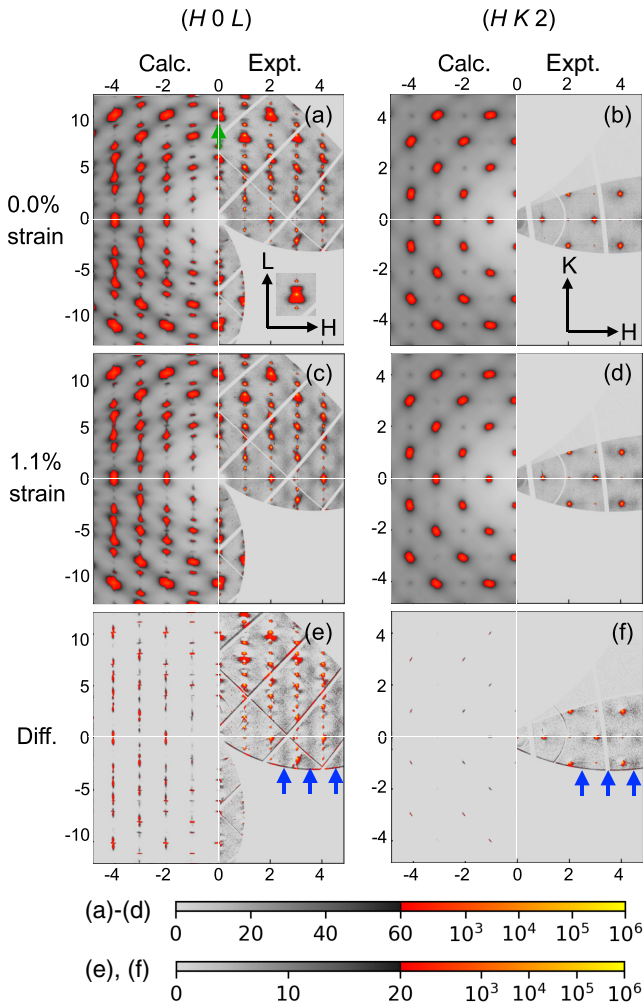 (H 0 L) (H K 2)
Calc. Expt. Calc. Expt.
-4 -2 0 2 4 -4 -2 0 2 4
(a) (b)
10 4
5 2
0.0% strain
0 0
-5 -2
-10 -4
L K
H H
(c) (d)
10 4
5 2
1.1% strain
0 0
-5 -2
-10 -4
(e) (f)
10 4
5 2
Diff.
0 0
-5 -2
-10 -4
-4 -2 0 2 4 -4 -2 0 2 4
(a)-(d)
0 20 40 60 10³ 10⁴ 10⁵ 10⁶
(e), (f)
0 10 20 10³ 10⁴ 10⁵ 10⁶